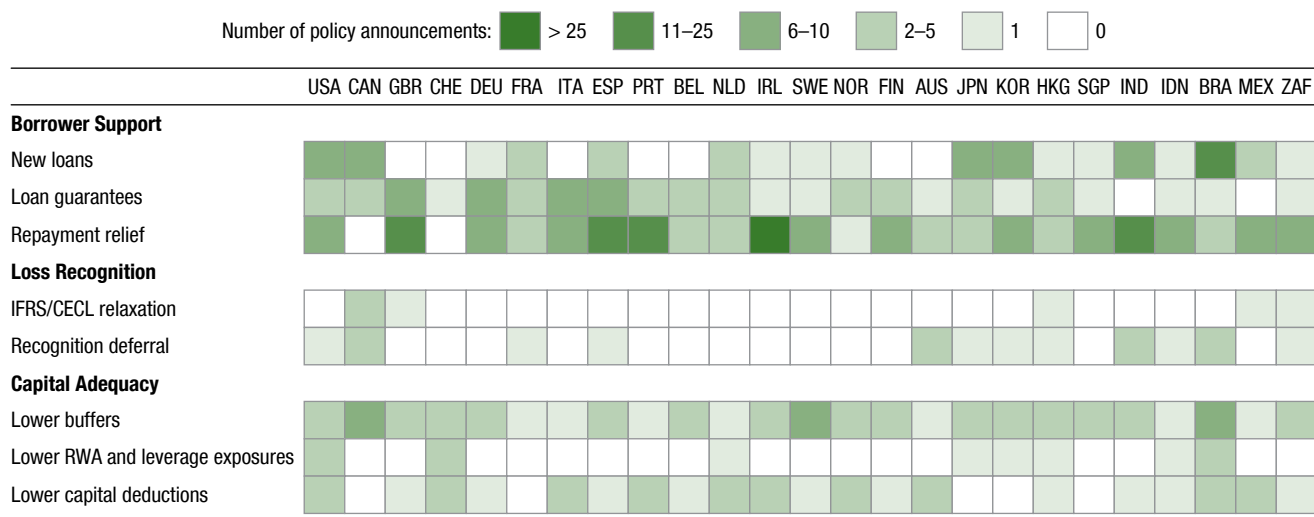 Number of policy announcements: > 25 11–25 6–10 2–5 1 0
USA CAN GBR CHE DEU FRA ITA ESP PRT BEL NLD IRL SWE NOR FIN AUS JPN KOR HKG SGP IND IDN BRA MEX ZAF
Borrower Support
New loans
Loan guarantees
Repayment relief
Loss Recognition
IFRS/CECL relaxation
Recognition deferral
Capital Adequacy
Lower buffers
Lower RWA and leverage exposures
Lower capital deductions